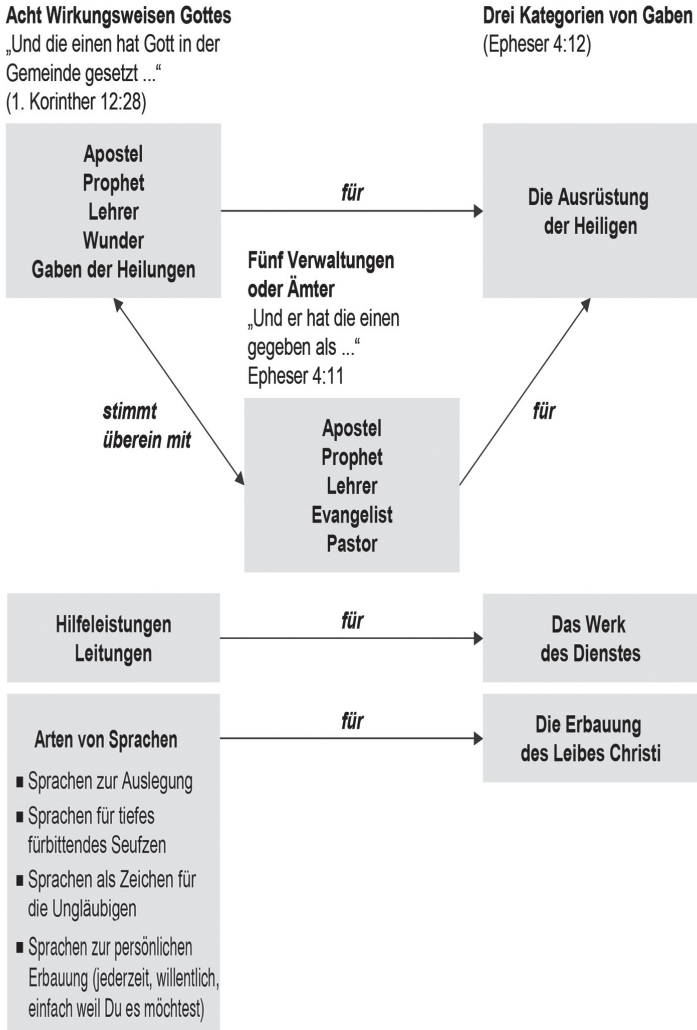 Acht Wirkungsweisen Gottes
„Und die einen hat Gott in der
Gemeinde gesetzt ...“
(1. Korinther 12:28)
Drei Kategorien von Gaben
(Epheser 4:12)
Apostel
Prophet
Lehrer
Wunder
Gaben der Heilungen
für
Die Ausrüstung
der Heiligen
Fünf Verwaltungen
oder Ämter
„Und er hat die einen
gegeben als ...“
Epheser 4:11
stimmt
überein mit
für
Apostel
Prophet
Lehrer
Evangelist
Pastor
Hilfeleistungen
Leitungen
für
Das Werk
des Dienstes
Arten von Sprachen
■ Sprachen zur Auslegung
■ Sprachen für tiefes
fürbittendes Seufzen
■ Sprachen als Zeichen für
die Ungläubigen
■ Sprachen zur persönlichen
Erbauung (jederzeit, willentlich,
einfach weil Du es möchtest)
für
Die Erbauung
des Leibes Christi